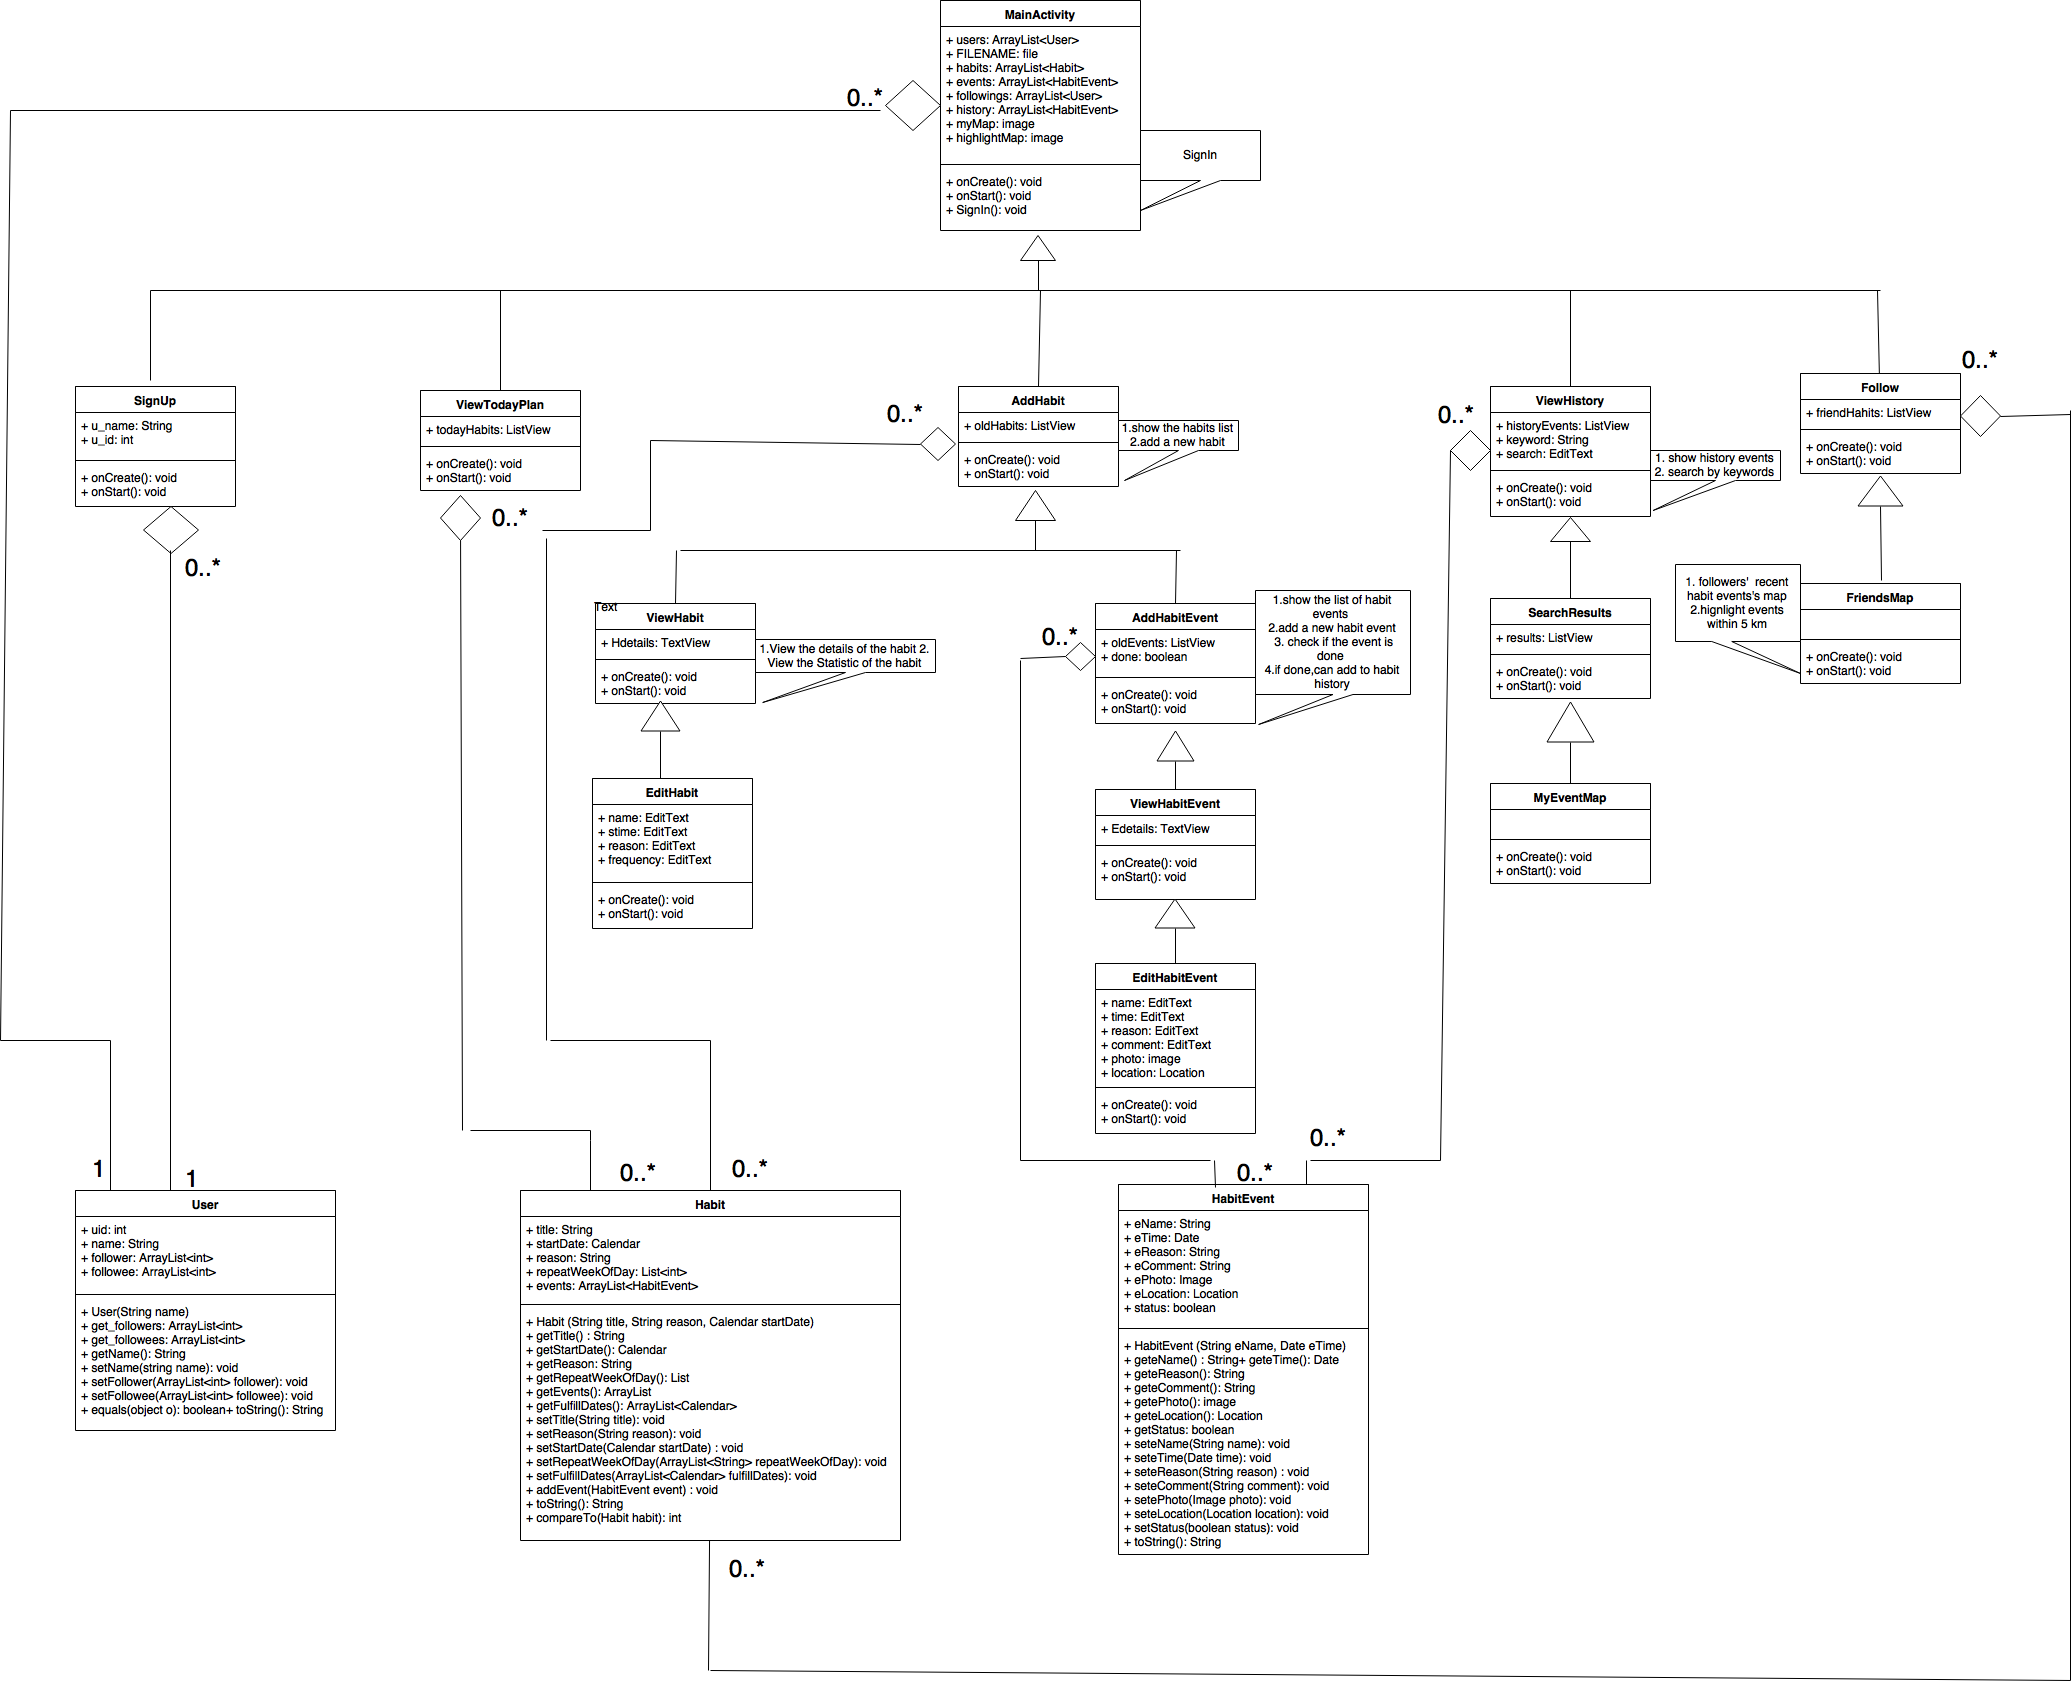 MainActivity
+ users: ArrayList<User>
+ FILENAME: file
+ habits: ArrayList<Habit>
+ events: ArrayList<HabitEvent>
+ followings: ArrayList<User>
+ history: ArrayList<HabitEvent>
+ myMap: image
+ highlightMap: image
+ onCreate(): void
+ onStart(): void
+ SignIn(): void
0..*
SignIn
SignUp
+ u_name: String
+ u_id: int
+ onCreate(): void
+ onStart(): void
0..*
ViewTodayPlan
+ todayHabits: ListView
+ onCreate(): void
+ onStart(): void
0..*
0..*
AddHabit
+ oldHabits: ListView
+ onCreate(): void
+ onStart(): void
1.show the habits list
2.add a new habit
0..*
ViewHistory
+ historyEvents: ListView
+ keyword: String
+ search: EditText
+ onCreate(): void
+ onStart(): void
1. show history events
2. search by keywords
0..*
Follow
+ friendHahits: ListView
+ onCreate(): void
+ onStart(): void
Text
ViewHabit
+ Hdetails: TextView
+ onCreate(): void
+ onStart(): void
1.View the details of the habit 2.
View the Statistic of the habit
0..*
AddHabitEvent
+ oldEvents: ListView
+ done: boolean
+ onCreate(): void
+ onStart(): void
1.show the list of habit
events
2.add a new habit event
3. check if the event is
done
4.if done,can add to habit
history
SearchResults
+ results: ListView
+ onCreate(): void
+ onStart(): void
1. followers'  recent
habit events's map
2.hignlight events
within 5 km
FriendsMap
+ onCreate(): void
+ onStart(): void
EditHabit
+ name: EditText
+ stime: EditText
+ reason: EditText
+ frequency: EditText
+ onCreate(): void
+ onStart(): void
ViewHabitEvent
+ Edetails: TextView
+ onCreate(): void
+ onStart(): void
MyEventMap
+ onCreate(): void
+ onStart(): void
EditHabitEvent
+ name: EditText
+ time: EditText
+ reason: EditText
+ comment: EditText
+ photo: image
+ location: Location
+ onCreate(): void
+ onStart(): void
1
1
User
+ uid: int
+ name: String
+ follower: ArrayList<int>
+ followee: ArrayList<int>
+ User(String name)
+ get_followers: ArrayList<int>
+ get_followees: ArrayList<int>
+ getName(): String
+ setName(string name): void
+ setFollower(ArrayList<int> follower): void
+ setFollowee(ArrayList<int> followee): void
+ equals(object o): boolean+ toString(): String
0..*
0..*
Habit
+ title: String
+ startDate: Calendar
+ reason: String
+ repeatWeekOfDay: List<int>
+ events: ArrayList<HabitEvent>
+ Habit (String title, String reason, Calendar startDate)
+ getTitle() : String
+ getStartDate(): Calendar
+ getReason: String
+ getRepeatWeekOfDay(): List
+ getEvents(): ArrayList
+ getFulfillDates(): ArrayList<Calendar>
+ setTitle(String title): void
+ setReason(String reason): void
+ setStartDate(Calendar startDate) : void
+ setRepeatWeekOfDay(ArrayList<String> repeatWeekOfDay): void
+ setFulfillDates(ArrayList<Calendar> fulfillDates): void
+ addEvent(HabitEvent event) : void
+ toString(): String
+ compareTo(Habit habit): int
0..*
0..*
0..*
HabitEvent
+ eName: String
+ eTime: Date
+ eReason: String
+ eComment: String
+ ePhoto: Image
+ eLocation: Location
+ status: boolean
+ HabitEvent (String eName, Date eTime)
+ geteName() : String+ geteTime(): Date
+ geteReason(): String
+ geteComment(): String
+ getePhoto(): image
+ geteLocation(): Location
+ getStatus: boolean
+ seteName(String name): void
+ seteTime(Date time): void
+ seteReason(String reason) : void
+ seteComment(String comment): void
+ setePhoto(Image photo): void
+ seteLocation(Location location): void
+ setStatus(boolean status): void
+ toString(): String